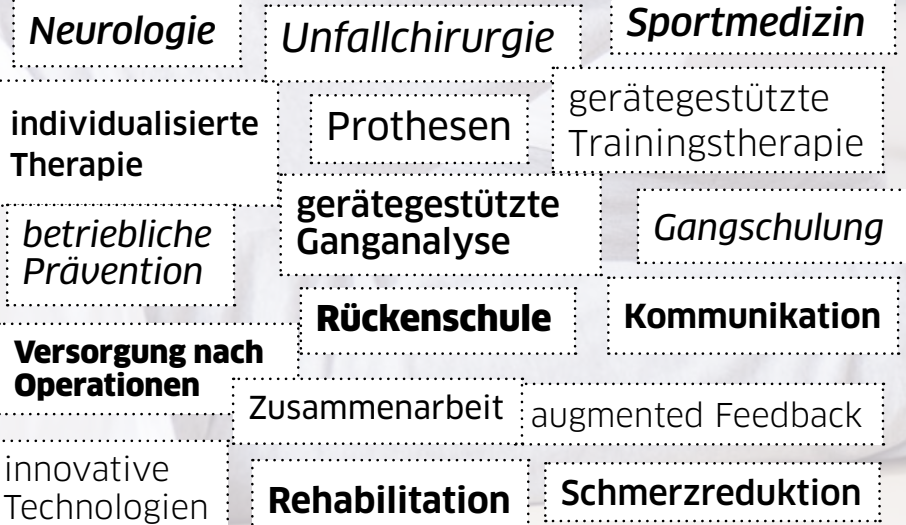 Neurologie
Unfallchirurgie
Sportmedizin
individualisierte
Therapie
Prothesen
gerätegestützte
Trainingstherapie
betriebliche
Prävention
gerätegestützte
Ganganalyse
Gangschulung
Rückenschule
Kommunikation
Versorgung nach
Operationen
Zusammenarbeit
augmented Feedback
innovative
Technologien
Rehabilitation
Schmerzreduktion